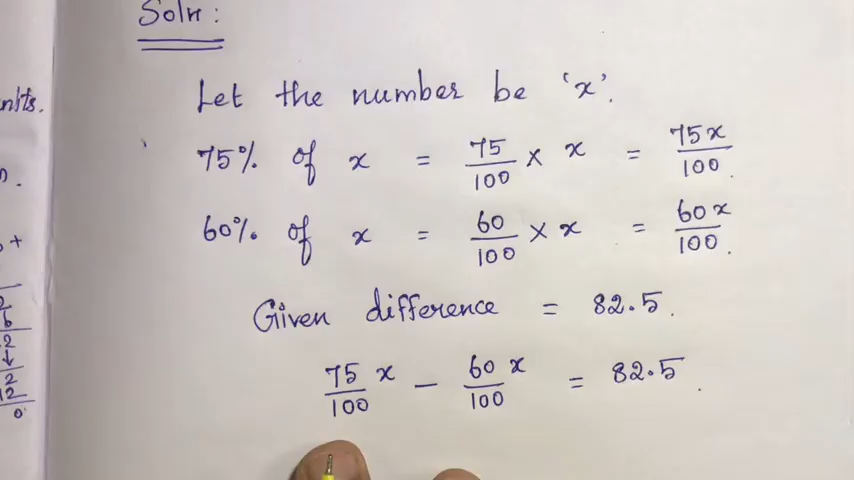 Soln :
Let the number be 'x'.
75% of x = 75/100 × x = 75x/100.
60% of x = 60/100 × x = 60x/100.
Given difference = 82.5.
75/100 x - 60/100 x = 82.5.